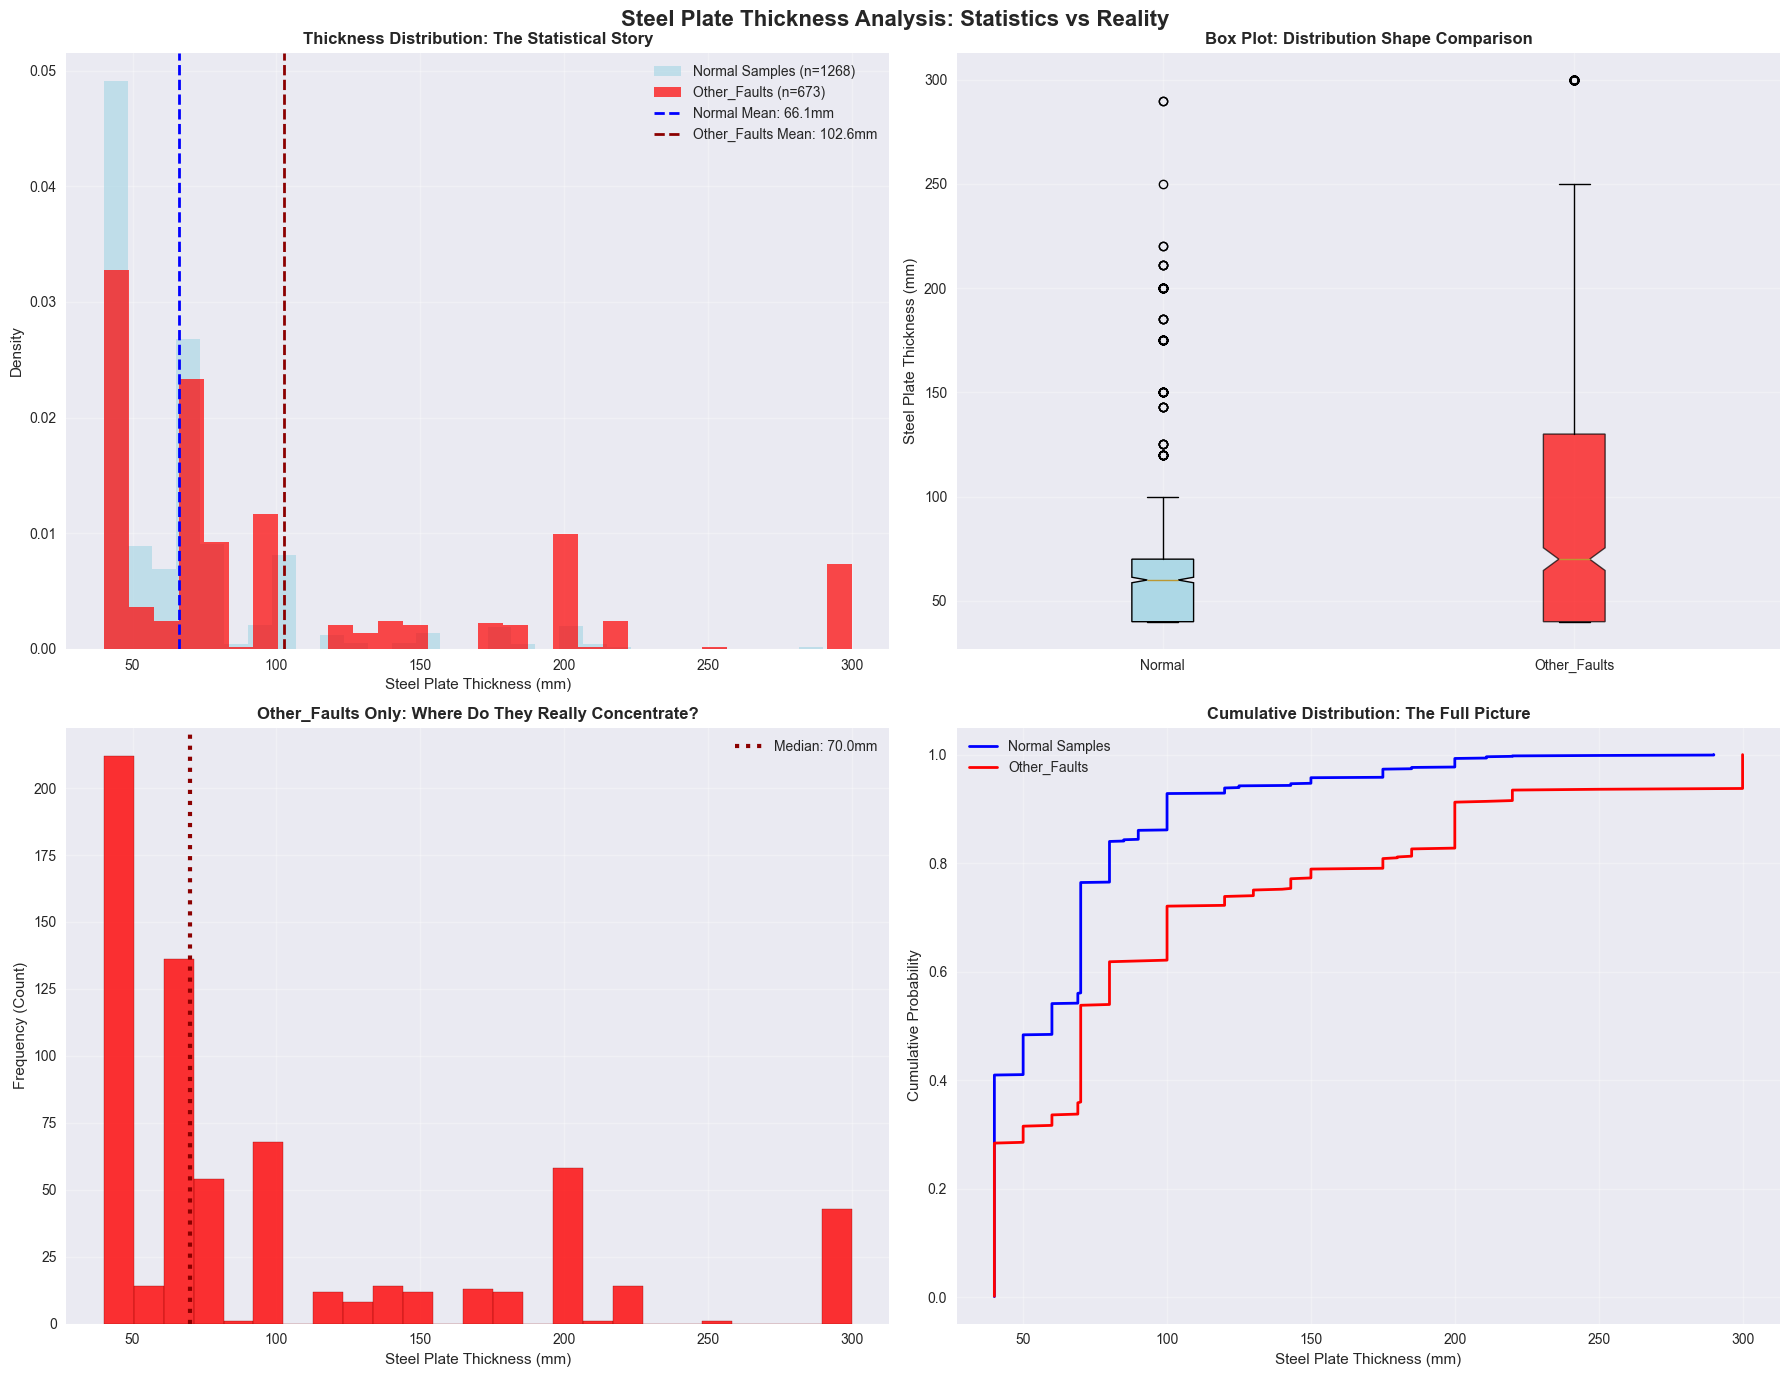 Steel Plate Thickness Analysis: Statistics vs Reality
Thickness Distribution: The Statistical Story
0.05
0.04
0.03
0.02
0.01
0.00
Density
Normal Samples (n=1268)
Other_Faults (n=673)
Normal Mean: 66.1mm
Other_Faults Mean: 102.6mm
50 100 150 200 250 300
Steel Plate Thickness (mm)
Box Plot: Distribution Shape Comparison
300
250
200
150
100
50
Steel Plate Thickness (mm)
Normal Other_Faults
Other_Faults Only: Where Do They Really Concentrate?
200
175
150
125
100
75
50
25
0
Frequency (Count)
Median: 70.0mm
50 100 150 200 250 300
Steel Plate Thickness (mm)
Cumulative Distribution: The Full Picture
1.0
0.8
0.6
0.4
0.2
0.0
Cumulative Probability
Normal Samples
Other_Faults
50 100 150 200 250 300
Steel Plate Thickness (mm)